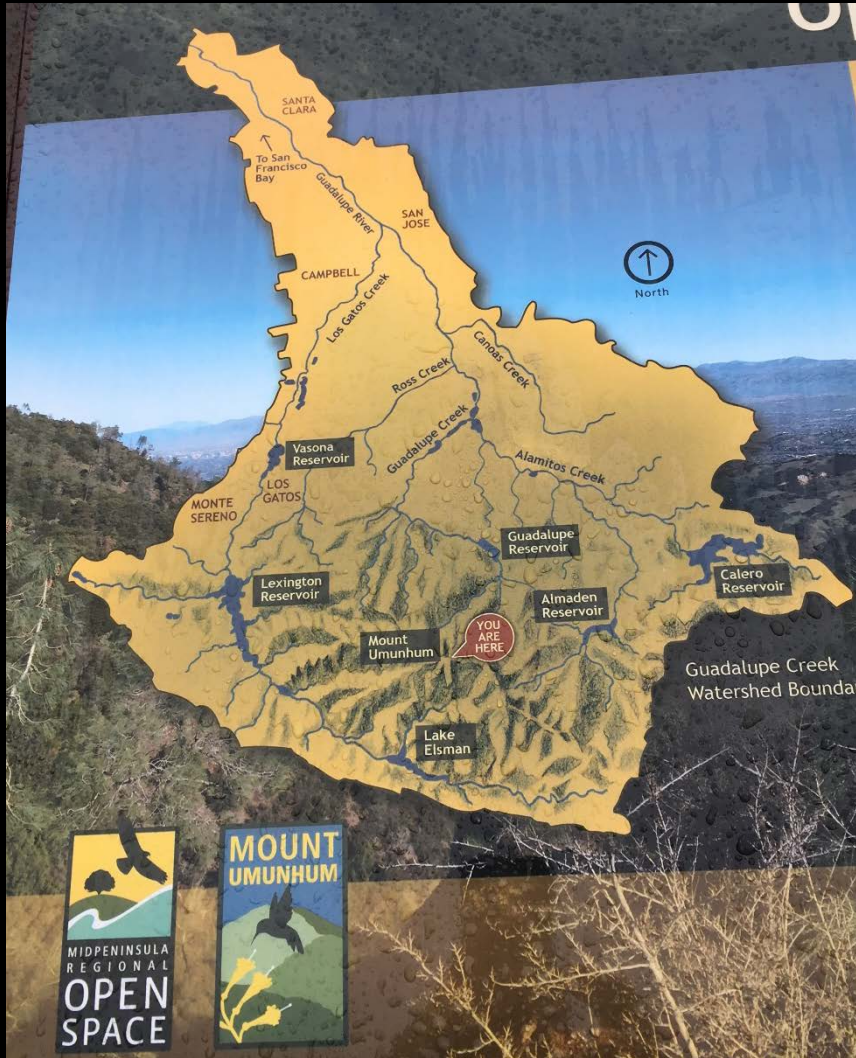 SANTA
CLARA
To San
Francisco
Bay
Guadalupe River
SAN
JOSE
CAMPBELL
Los Gatos Creek
North
Ross Creek
Canoas Creek
Guadalupe Creek
Vasona
Reservoir
Alamitos Creek
LOS
GATOS
MONTE
SERENO
Guadalupe
Reservoir
Lexington
Reservoir
Almaden
Reservoir
Calero
Reservoir
YOU
ARE
HERE
Mount
Umunhum
Guadalupe Creek
Watershed Bounda
Lake
Elsman
MIDPENINSULA
REGIONAL
OPEN
SPACE
MOUNT
UMUNHUM